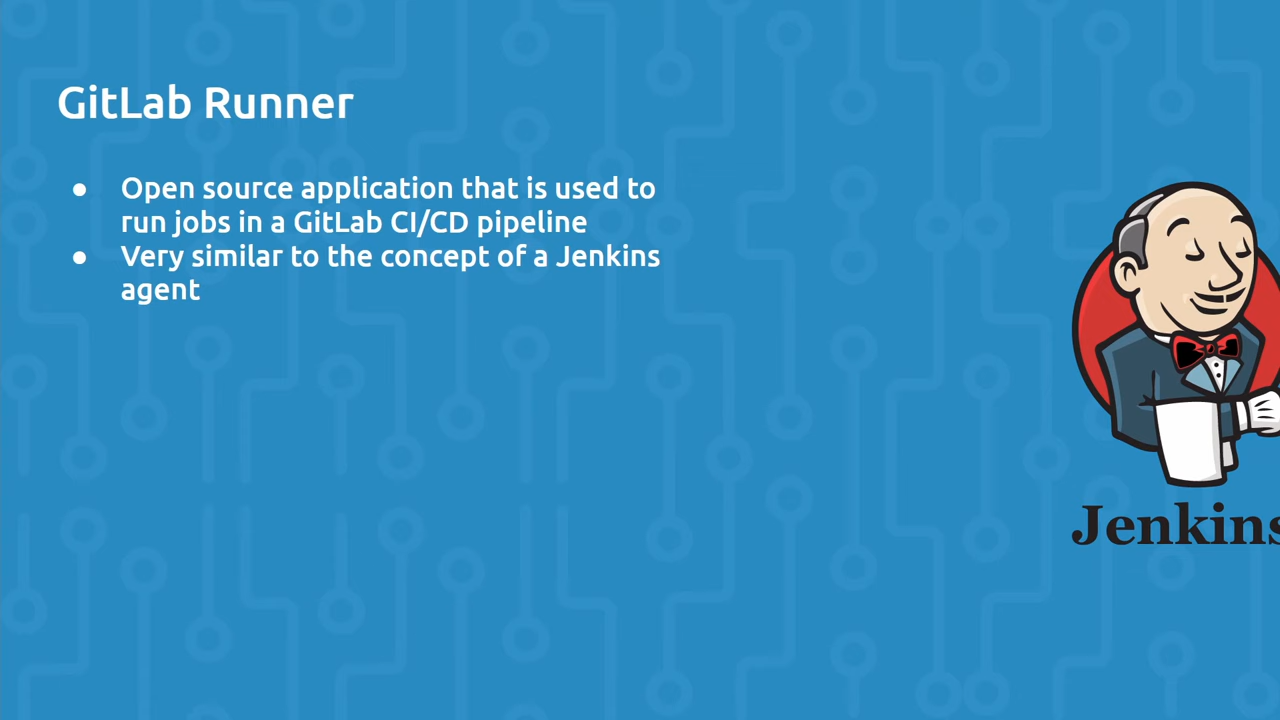 GitLab Runner
● Open source application that is used to
run jobs in a GitLab CI/CD pipeline
● Very similar to the concept of a Jenkins
agent
Jenkins